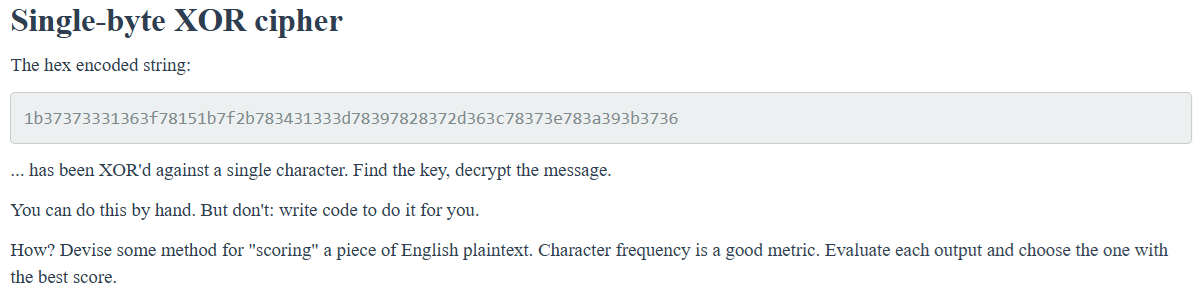 Single-byte XOR cipher
The hex encoded string:
1b37373331363f78151b7f2b783431333d78397828372d363c78373e783a393b3736
... has been XOR'd against a single character. Find the key, decrypt the message.
You can do this by hand. But don't: write code to do it for you.
How? Devise some method for "scoring" a piece of English plaintext. Character frequency is a good metric. Evaluate each output and choose the one with
the best score.